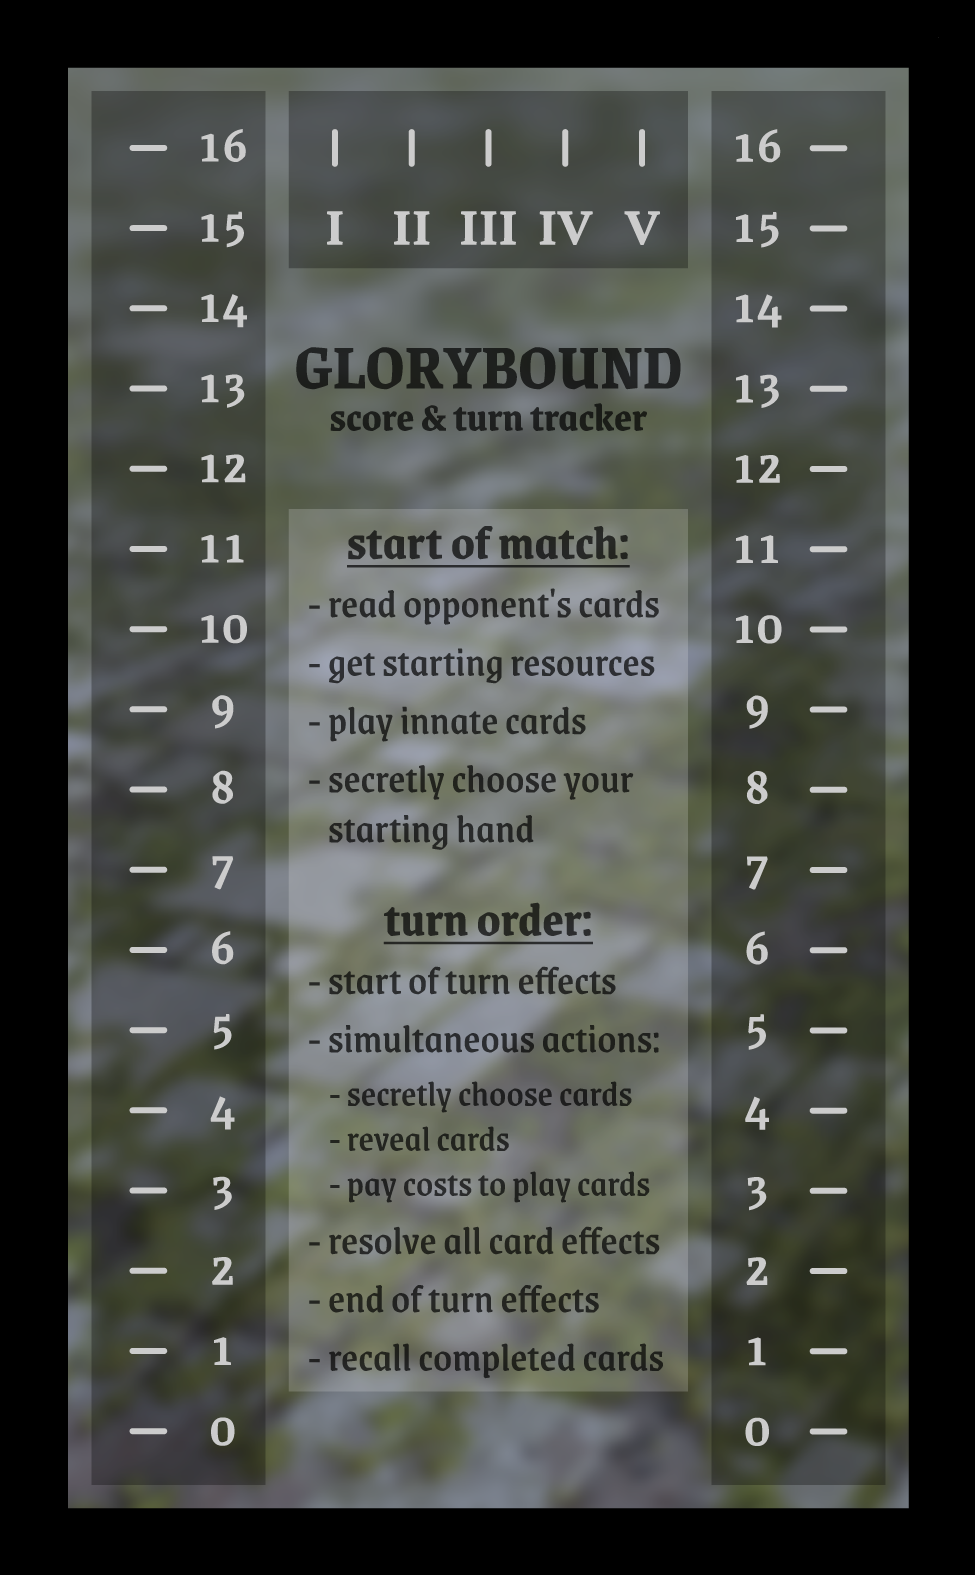 I II III IV V
GLORYBOUND
score & turn tracker
16 16
15 15
14 14
13 13
12 12
11 11
10 10
9 9
8 8
7 7
6 6
5 5
4 4
3 3
2 2
1 1
0 0
start of match:
- read opponent's cards
- get starting resources
- play innate cards
- secretly choose your
starting hand
turn order:
- start of turn effects
- simultaneous actions:
- secretly choose cards
- reveal cards
- pay costs to play cards
- resolve all card effects
- end of turn effects
- recall completed cards